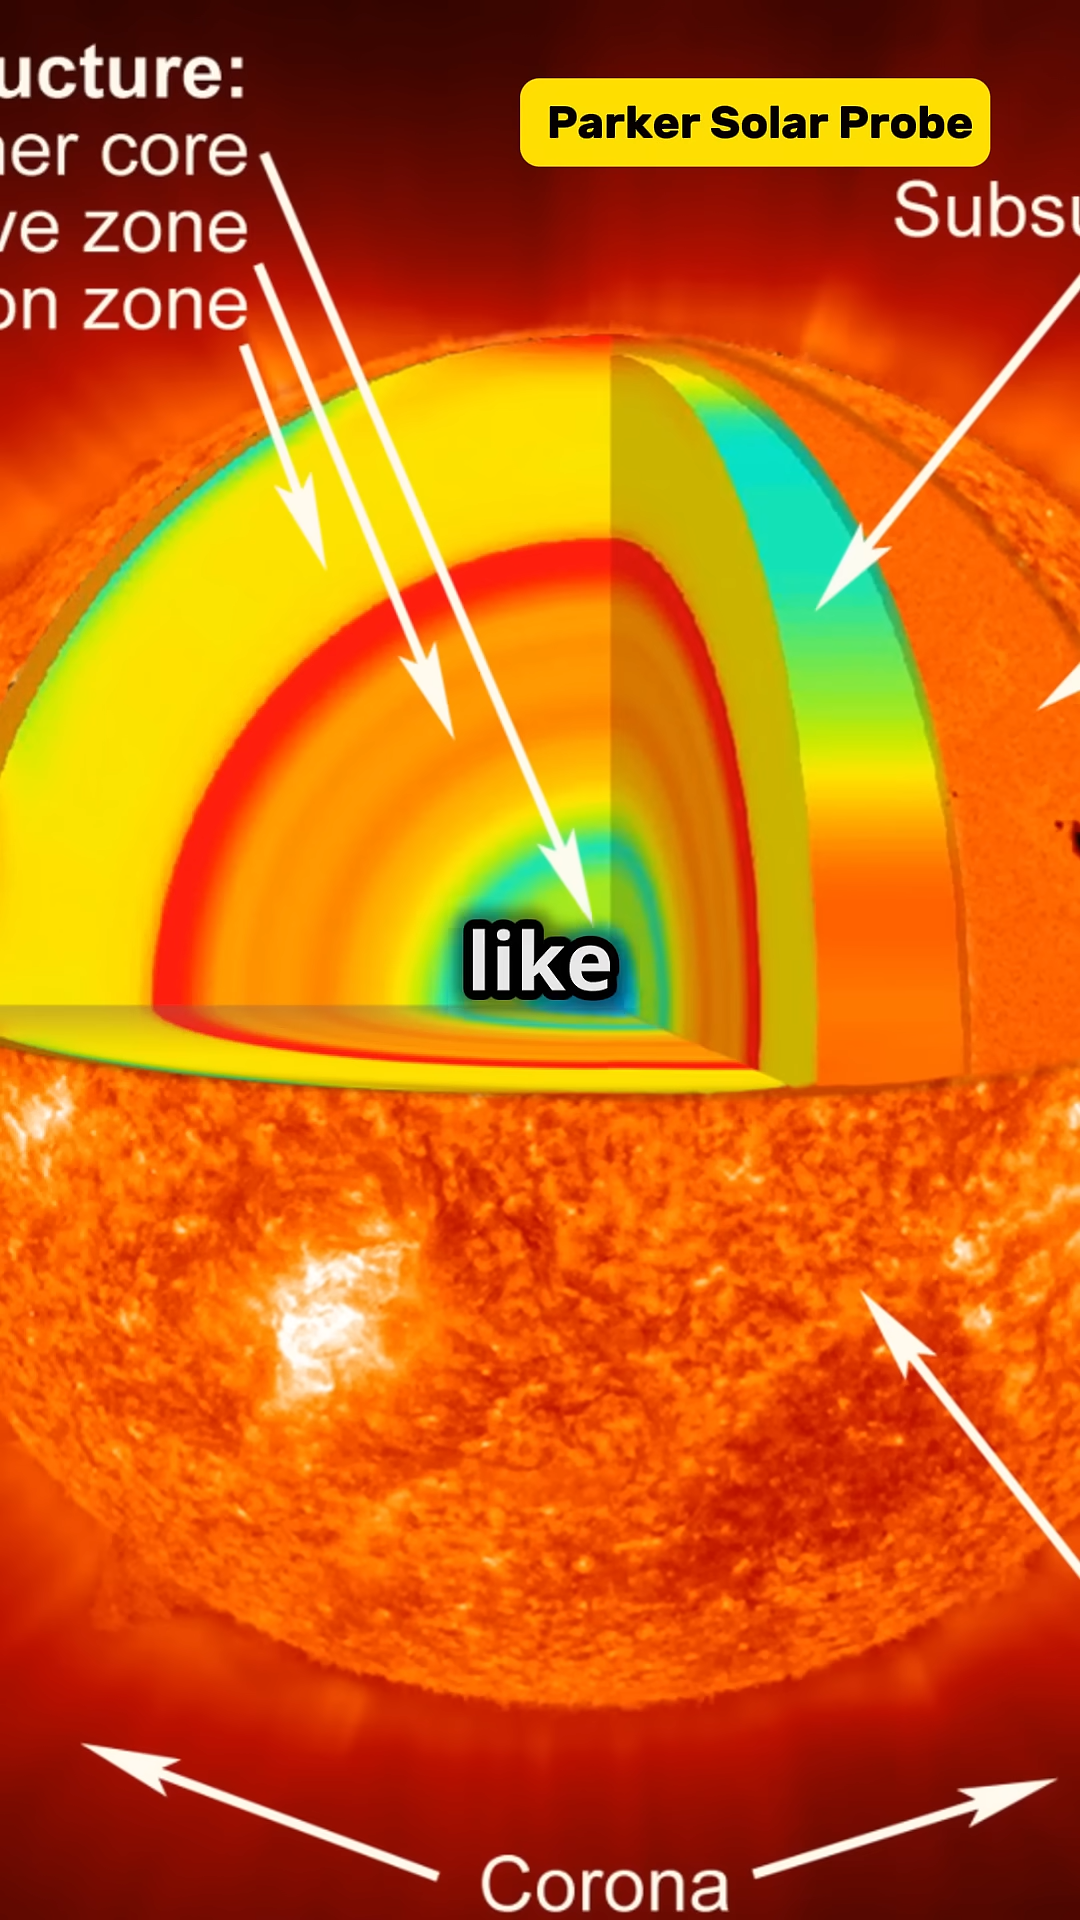 ucture:
er core
ve zone
on zone
Parker Solar Probe
Subsu
like
Corona